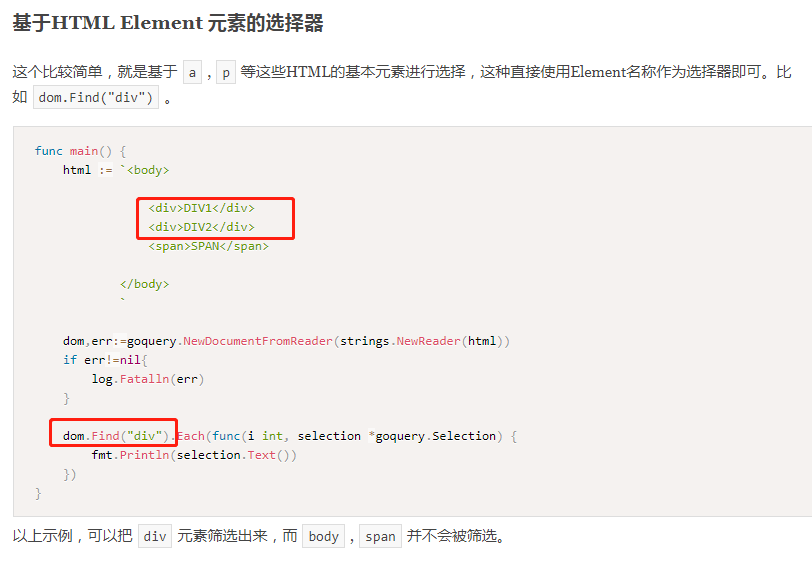 基于HTML Element 元素的选择器
这个比较简单，就是基于 a , p 等这些HTML的基本元素进行选择，这种直接使用Element名称作为选择器即可。比
如 dom.Find("div") 。
func main() {
    html := `<body>
                <div>DIV1</div>
                <div>DIV2</div>
                <span>SPAN</span>
            </body>
            `
    dom,err:=goquery.NewDocumentFromReader(strings.NewReader(html))
    if err!=nil{
        log.Fatalln(err)
    }
    dom.Find("div").Each(func(i int, selection *goquery.Selection) {
        fmt.Println(selection.Text())
    })
}
以上示例，可以把 div 元素筛选出来，而 body , span 并不会被筛选。